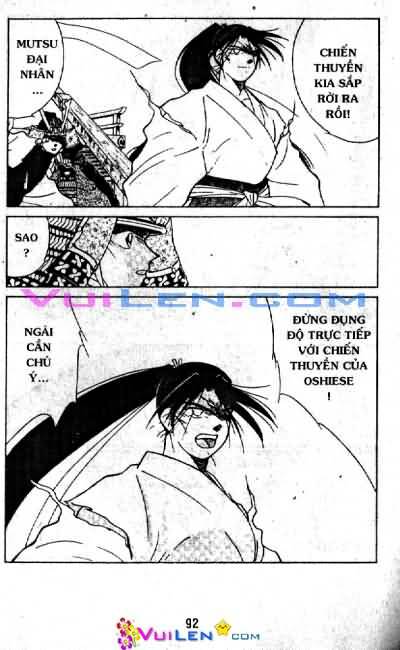 MUTSU
ĐẠI
NHÂN
...
CHIẾN
THUYỀN
KIA SẮP
RỜI RA
RỒI!
SAO
?
VUILEN.COM
NGÀI
CẦN
CHÚ
Ý...
ĐỪNG ĐỤNG
ĐỘ TRỰC TIẾP
VỚI CHIẾN
THUYỀN CỦA
OSHIESE
!
92
VUILEN.COM